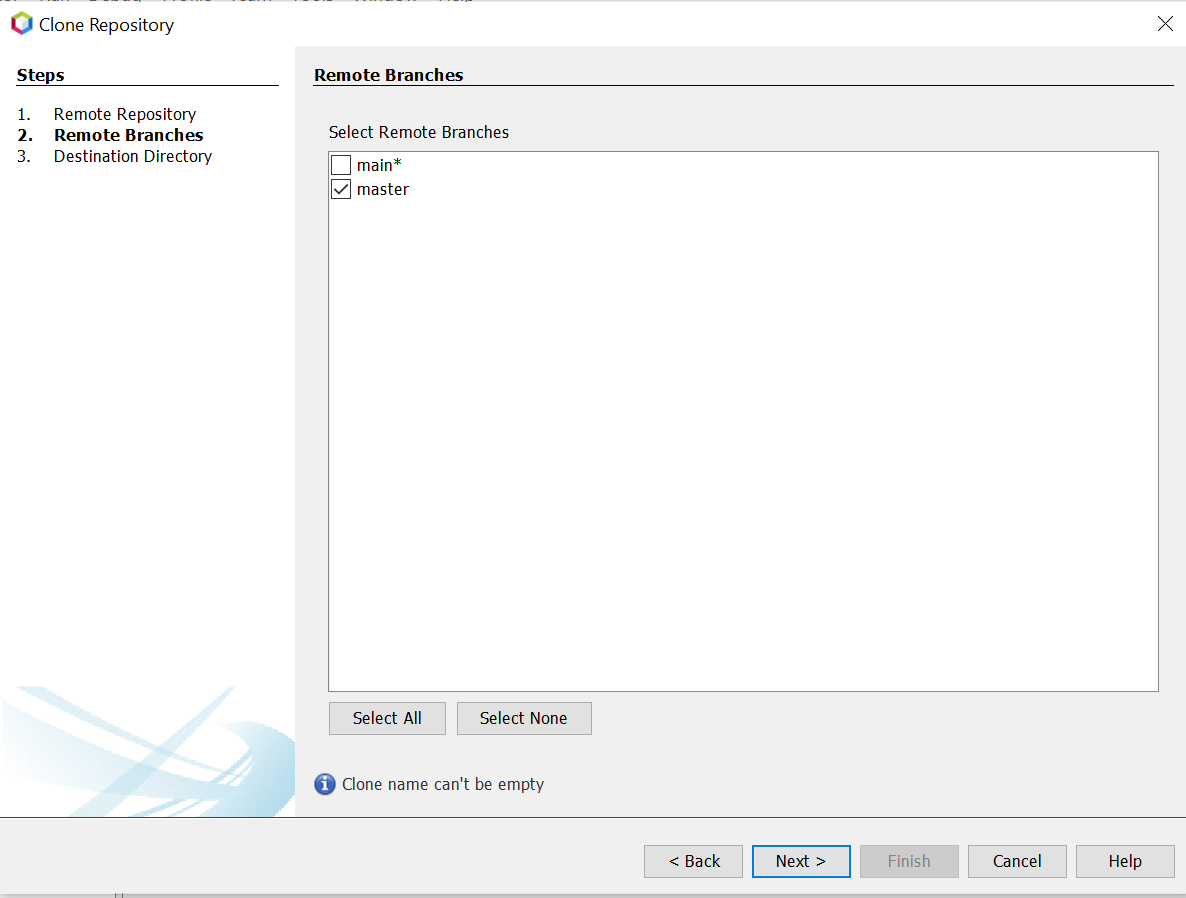 Clone Repository
Steps
1. Remote Repository
2. Remote Branches
3. Destination Directory
Remote Branches
Select Remote Branches
main*
master
Select All Select None
Clone name can't be empty
< Back Next > Finish Cancel Help